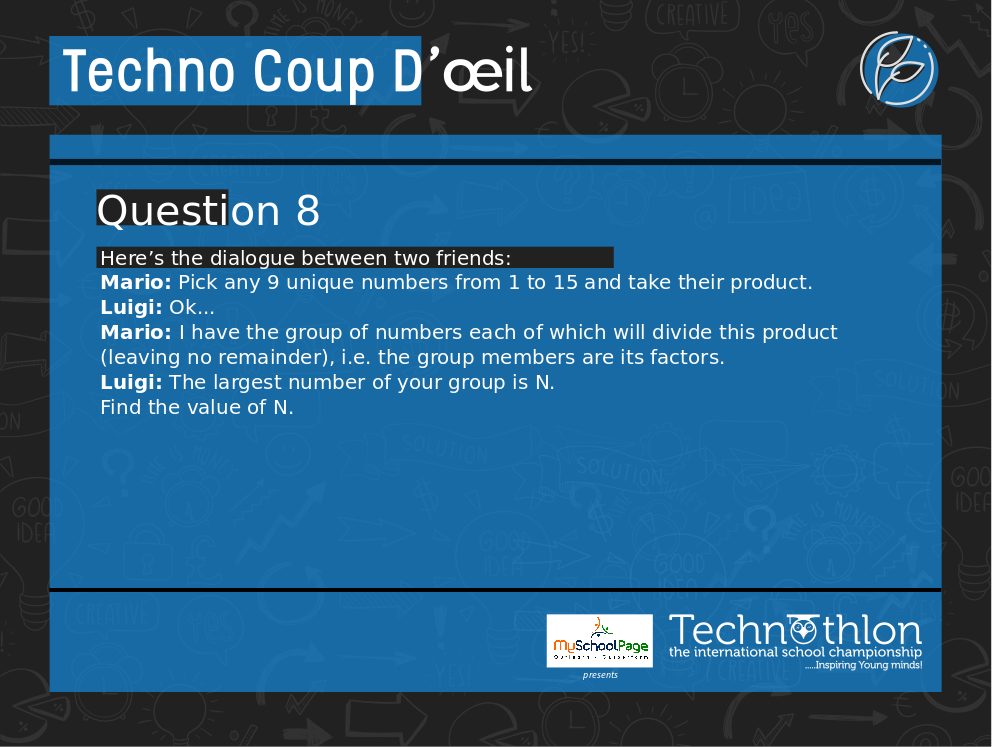 Techno Coup D’œil
Question 8
Here’s the dialogue between two friends:
Mario: Pick any 9 unique numbers from 1 to 15 and take their product.
Luigi: Ok...
Mario: I have the group of numbers each of which will divide this product
(leaving no remainder), i.e. the group members are its factors.
Luigi: The largest number of your group is N.
Find the value of N.
MySchoolPage
presents
Technothlon
the international school championship
.....Inspiring Young minds!